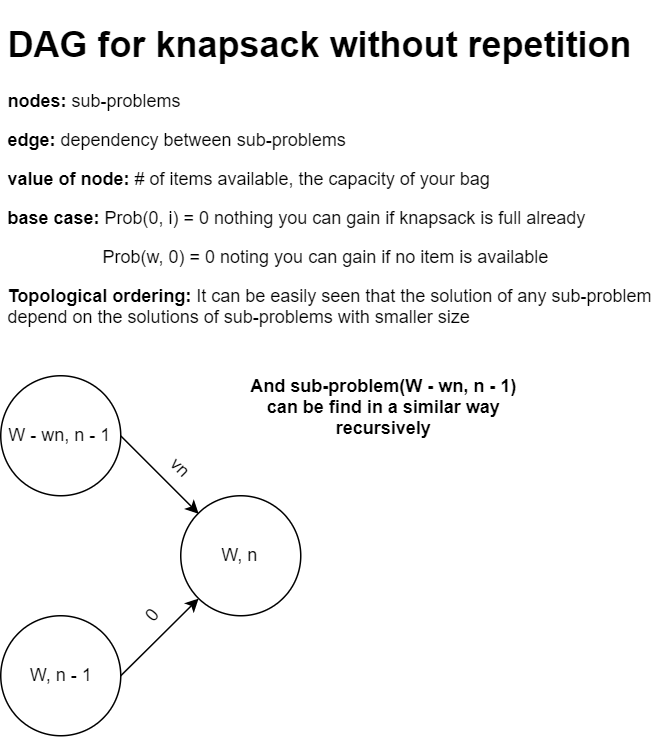 DAG for knapsack without repetition
nodes: sub-problems
edge: dependency between sub-problems
value of node: # of items available, the capacity of your bag
base case: Prob(0, i) = 0 nothing you can gain if knapsack is full already
Prob(w, 0) = 0 noting you can gain if no item is available
Topological ordering: It can be easily seen that the solution of any sub-problem
depend on the solutions of sub-problems with smaller size
And sub-problem(W - wn, n - 1)
can be find in a similar way
recursively
W - wn, n - 1
vn
W, n
0
W, n - 1